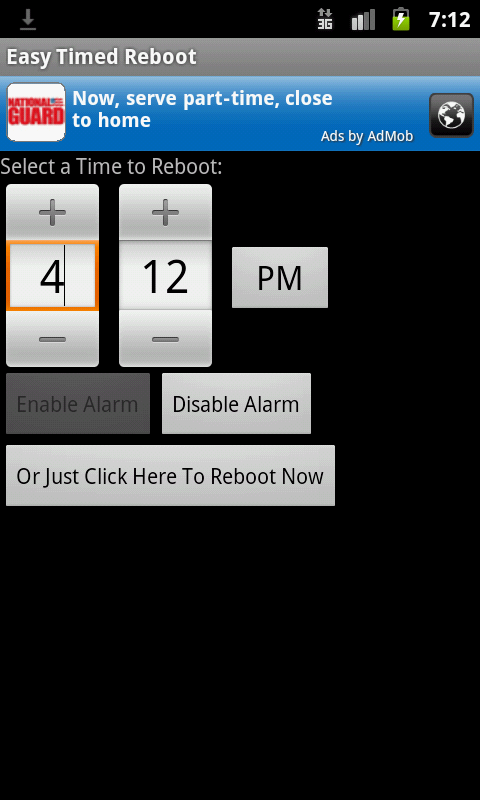 3G 7:12
Easy Timed Reboot
NATIONAL
GUARD
Now, serve part-time, close
to home
Ads by AdMob
Select a Time to Reboot:
+ +
4 12 PM
− −
Enable Alarm Disable Alarm
Or Just Click Here To Reboot Now